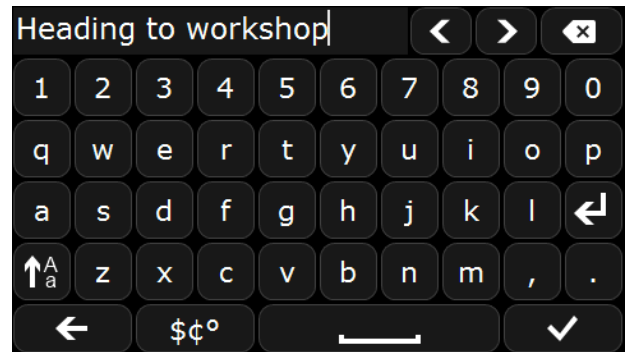 Heading to workshop
1 2 3 4 5 6 7 8 9 0
q w e r t y u i o p
a s d f g h j k l
A a z x c v b n m , .
$¢°